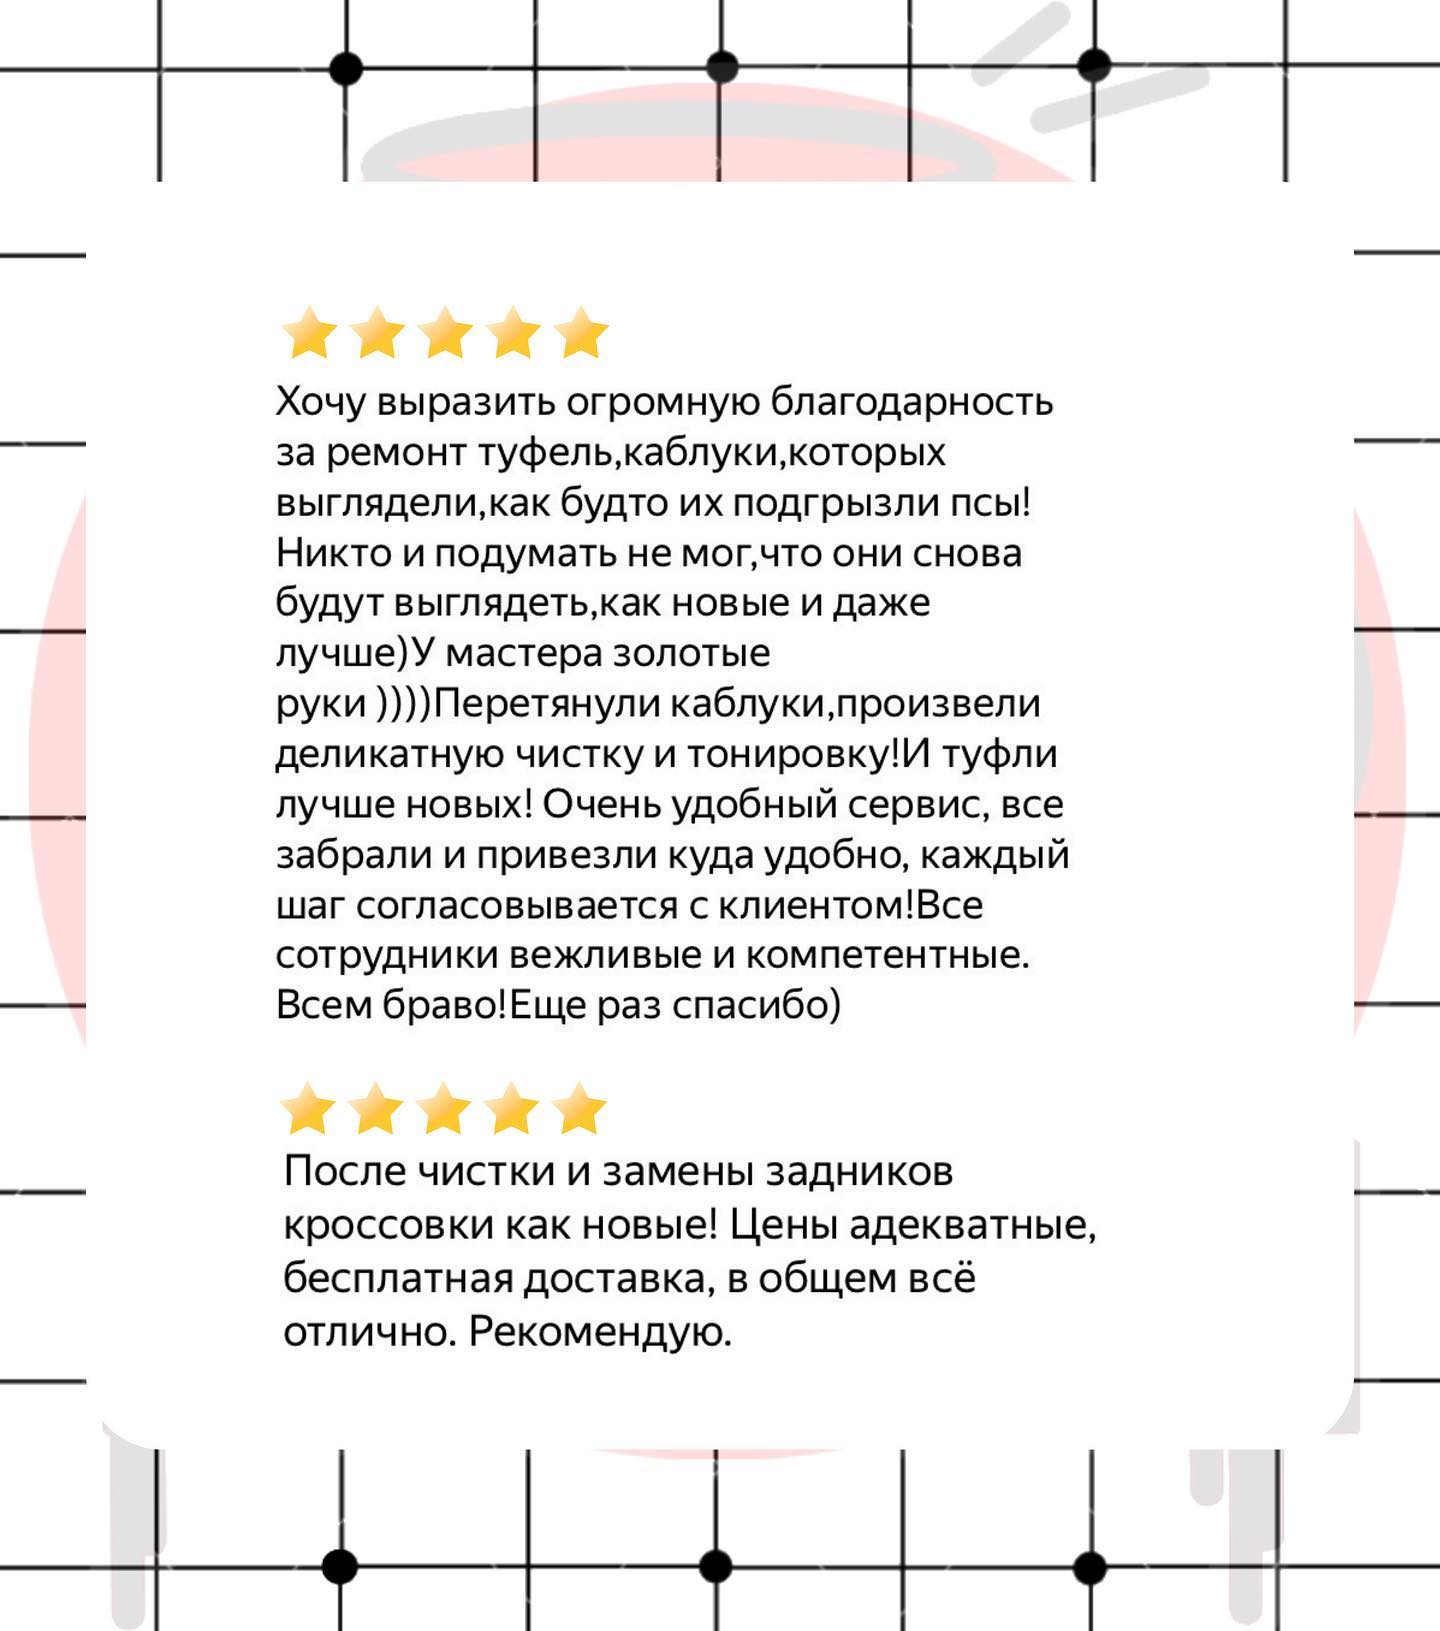 Хочу выразить огромную благодарность
за ремонт туфель,каблуки,которых
выглядели,как будто их подгрызли псы!
Никто и подумать не мог,что они снова
будут выглядеть,как новые и даже
лучше)У мастера золотые
руки ))))Перетянули каблуки,произвели
деликатную чистку и тонировку!И туфли
лучше новых! Очень удобный сервис, все
забрали и привезли куда удобно, каждый
шаг согласовывается с клиентом!Все
сотрудники вежливые и компетентные.
Всем браво!Еще раз спасибо)
После чистки и замены задников
кроссовки как новые! Цены адекватные,
бесплатная доставка, в общем всё
отлично. Рекомендую.